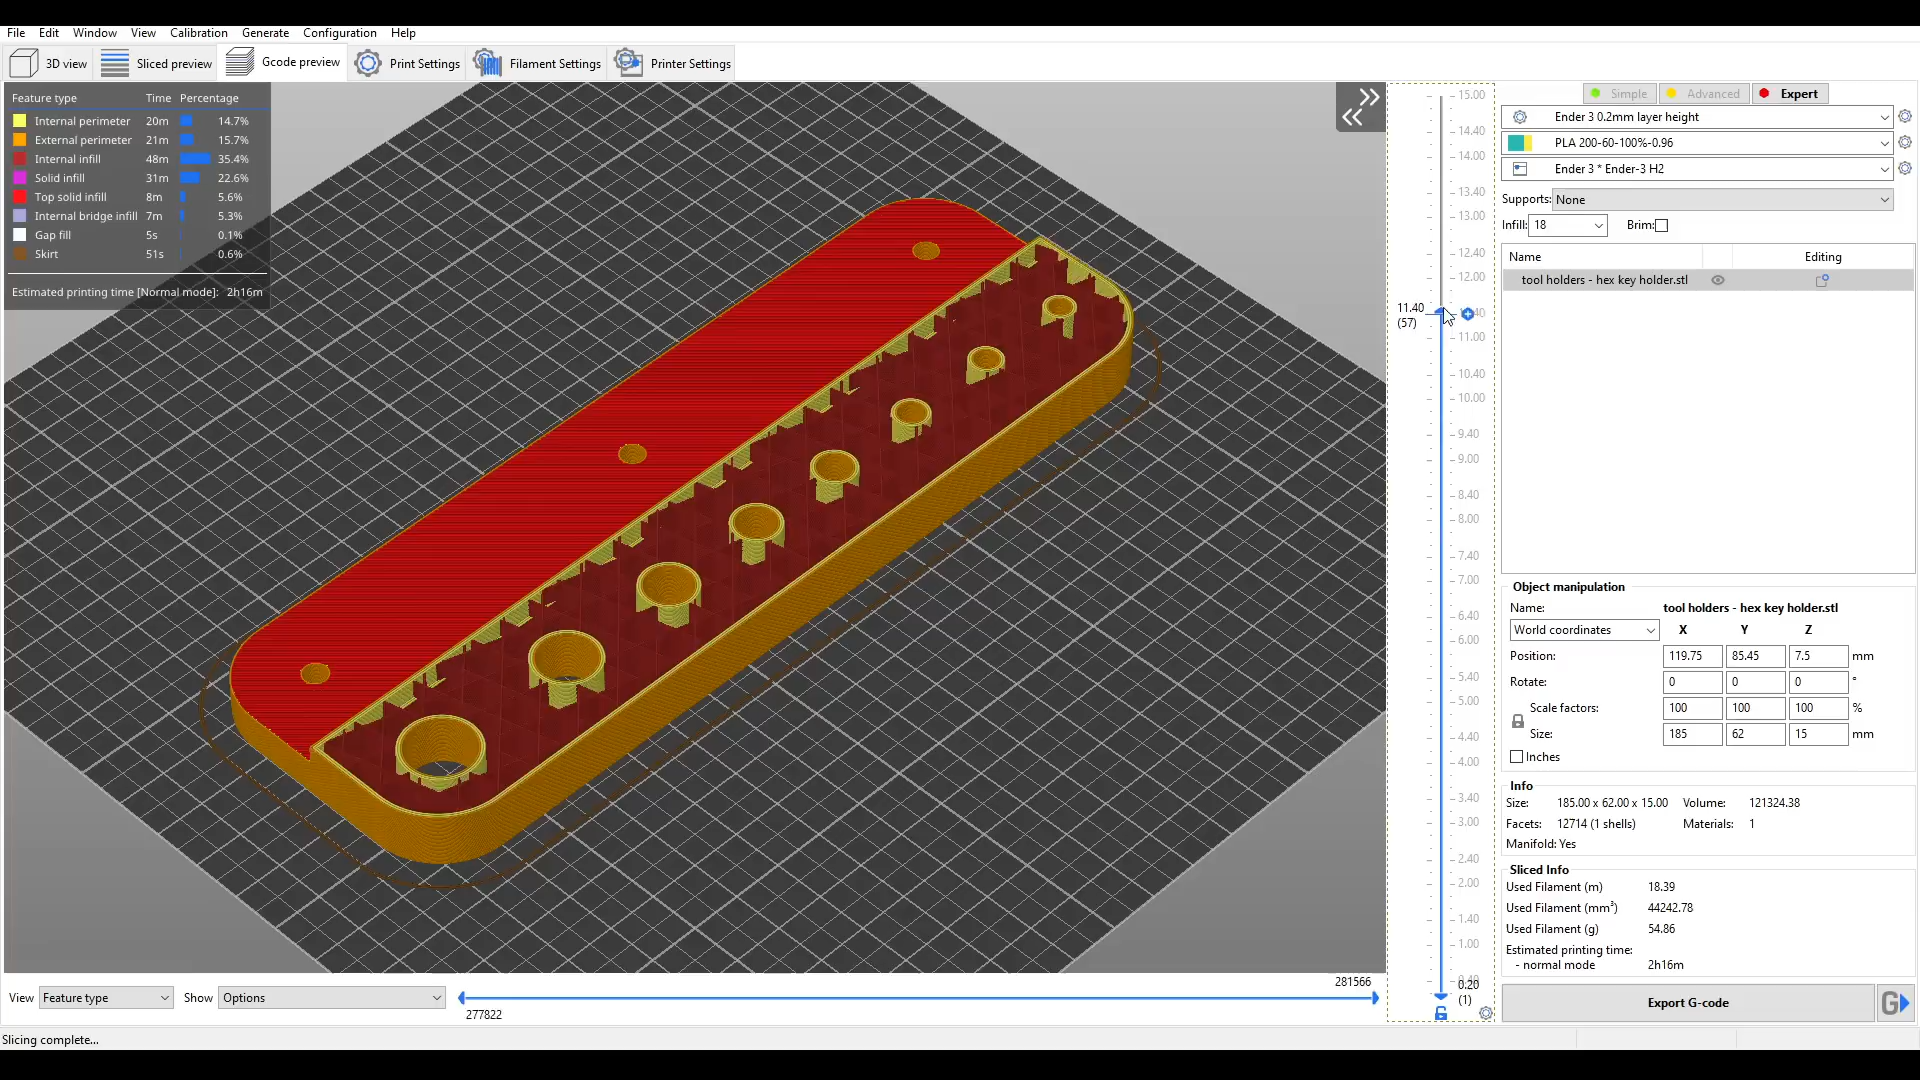 File Edit Window View Calibration Generate Configuration Help
3D view Sliced preview Gcode preview Print Settings Filament Settings Printer Settings
Feature type Time Percentage
Internal perimeter 20m 14.7%
External perimeter 21m 15.7%
Internal infill 48m 35.4%
Solid infill 31m 22.6%
Top solid infill 8m 5.6%
Internal bridge infill 7m 5.3%
Gap fill 5s 0.1%
Skirt 51s 0.6%
Estimated printing time [Normal mode]: 2h16m
15.00
14.40
14.00
13.40
13.00
12.40
12.00
11.40
(57)
11.00
10.40
10.00
9.40
9.00
8.40
8.00
7.40
7.00
6.40
6.00
5.40
5.00
4.40
4.00
3.40
3.00
2.40
2.00
1.40
1.00
0.20
(1)
Simple Advanced Expert
Ender 3 0.2mm layer height
PLA 200-60-100%-0.96
Ender 3 * Ender-3 H2
Supports: None
Infill: 18 Brim:
Name Editing
tool holders - hex key holder.stl
Object manipulation
Name: tool holders - hex key holder.stl
World coordinates X Y Z
Position: 119.75 85.45 7.5 mm
Rotate: 0 0 0 °
Scale factors: 100 100 100 %
Size: 185 62 15 mm
Inches
Info
Size: 185.00 x 62.00 x 15.00 Volume: 121324.38
Facets: 12714 (1 shells) Materials: 1
Manifold: Yes
Sliced Info
Used Filament (m) 18.39
Used Filament (mm³) 44242.78
Used Filament (g) 54.86
Estimated printing time:
- normal mode 2h16m
Export G-code
G
View Feature type Show Options
281566
277822
Slicing complete...